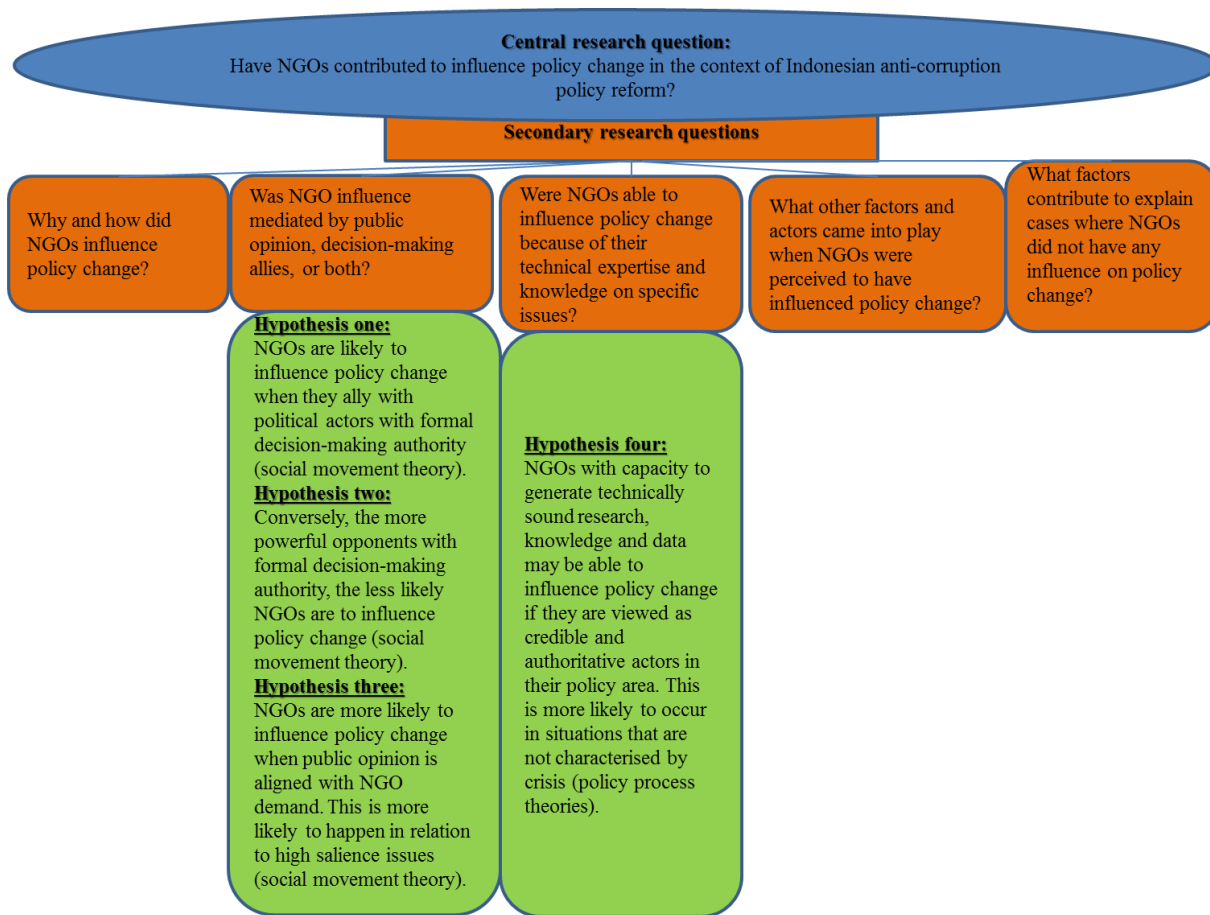 Central research question:
Have NGOs contributed to influence policy change in the context of Indonesian anti-corruption
policy reform?
Secondary research questions
Why and how did
NGOs influence
policy change?
Was NGO influence
mediated by public
opinion, decision-making
allies, or both?
Were NGOs able to
influence policy change
because of their
technical expertise and
knowledge on specific
issues?
What other factors and
actors came into play
when NGOs were
perceived to have
influenced policy change?
What factors
contribute to explain
cases where NGOs
did not have any
influence on policy
change?
Hypothesis one:
NGOs are likely to
influence policy change
when they ally with
political actors with formal
decision-making authority
(social movement theory).
Hypothesis two:
Conversely, the more
powerful opponents with
formal decision-making
authority, the less likely
NGOs are to influence
policy change (social
movement theory).
Hypothesis three:
NGOs are more likely to
influence policy change
when public opinion is
aligned with NGO
demand. This is more
likely to happen in relation
to high salience issues
(social movement theory).
Hypothesis four:
NGOs with capacity to
generate technically
sound research,
knowledge and data
may be able to
influence policy change
if they are viewed as
credible and
authoritative actors in
their policy area. This
is more likely to occur
in situations that are
not characterised by
crisis (policy process
theories).